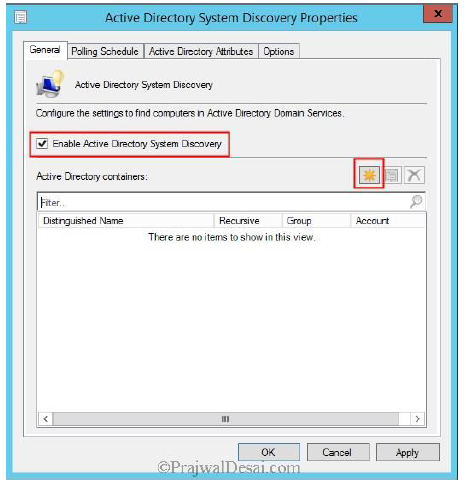 Active Directory System Discovery Properties
x
General Polling Schedule Active Directory Attributes Options
Active Directory System Discovery
Configure the settings to find computers in Active Directory Domain Services.
Enable Active Directory System Discovery
Active Directory containers:
Filter...
Distinguished Name Recursive Group Account
There are no items to show in this view.
OK Cancel Apply
©PrajwalDesai.com